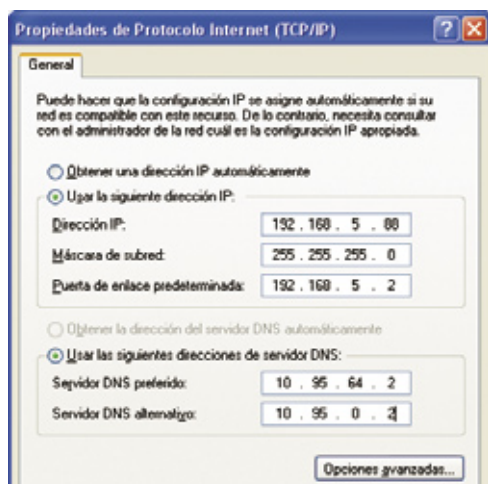 Propiedades de Protocolo Internet (TCP/IP)
General
Puede hacer que la configuración IP se asigne automáticamente si su
red es compatible con este recurso. De lo contrario, necesita consultar
con el administrador de la red cuál es la configuración IP apropiada.
Obtener una dirección IP automáticamente
Usar la siguiente dirección IP:
Dirección IP: 192 . 168 . 5 . 88
Máscara de subred: 255 . 255 . 255 . 0
Puerta de enlace predeterminada: 192 . 168 . 5 . 2
Obtener la dirección del servidor DNS automáticamente
Usar las siguientes direcciones de servidor DNS:
Servidor DNS preferido: 10 . 95 . 64 . 2
Servidor DNS alternativo: 10 . 95 . 0 . 2
Opciones avanzadas...